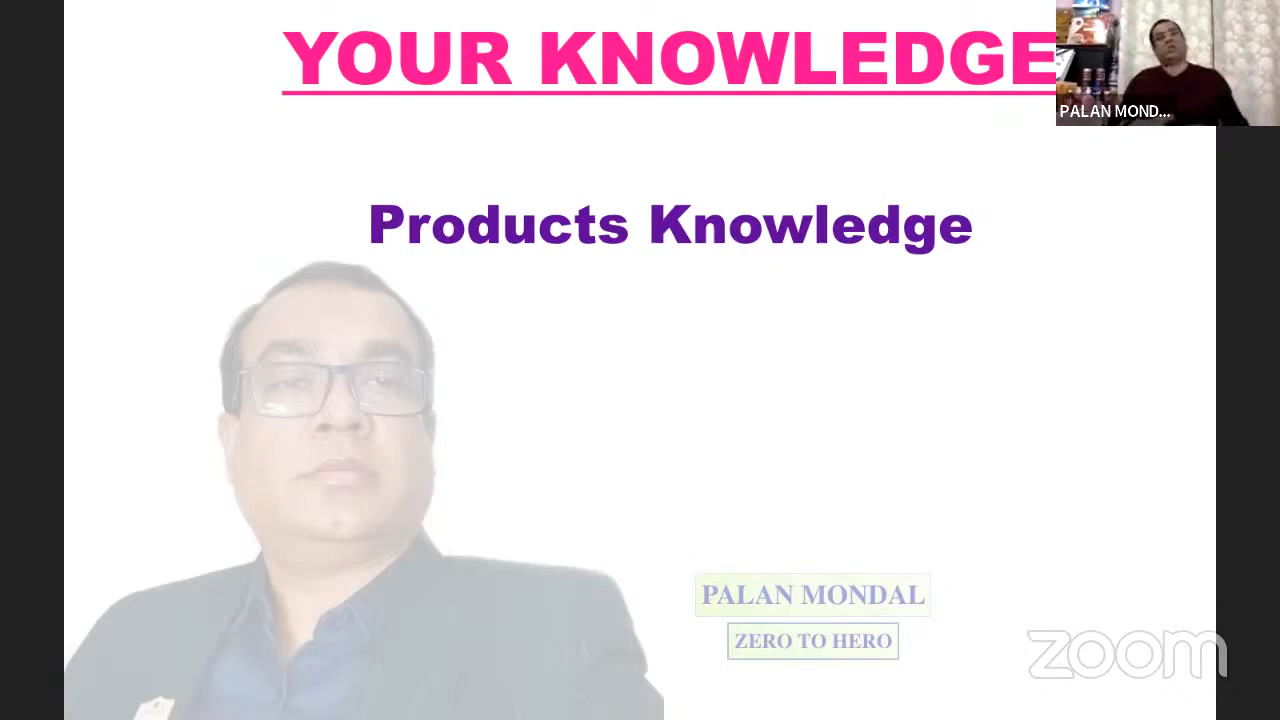 YOUR KNOWLEDGE
PALAN MOND...
Products Knowledge
PALAN MONDAL
ZERO TO HERO
zoom